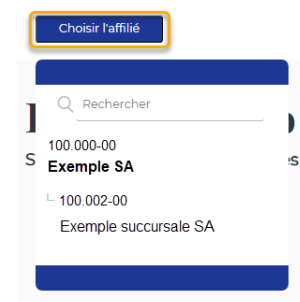 Choisir l'affilié
Rechercher
100.000-00
Exemple SA
100.002-00
Exemple succursale SA